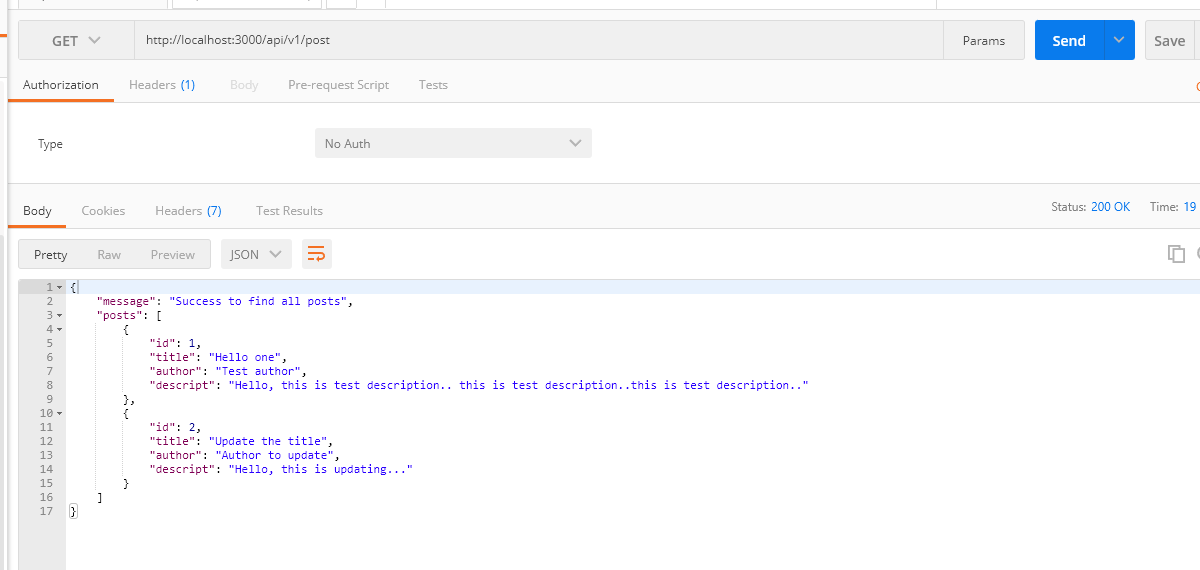 GET http://localhost:3000/api/v1/post Params Send Save
Authorization Headers (1) Body Pre-request Script Tests
Type No Auth
Body Cookies Headers (7) Test Results Status: 200 OK Time: 19
Pretty Raw Preview JSON
1 {
2 "message": "Success to find all posts",
3 "posts": [
4 {
5 "id": 1,
6 "title": "Hello one",
7 "author": "Test author",
8 "descript": "Hello, this is test description.. this is test description..this is test description.."
9 },
10 {
11 "id": 2,
12 "title": "Update the title",
13 "author": "Author to update",
14 "descript": "Hello, this is updating..."
15 }
16 ]
17 }